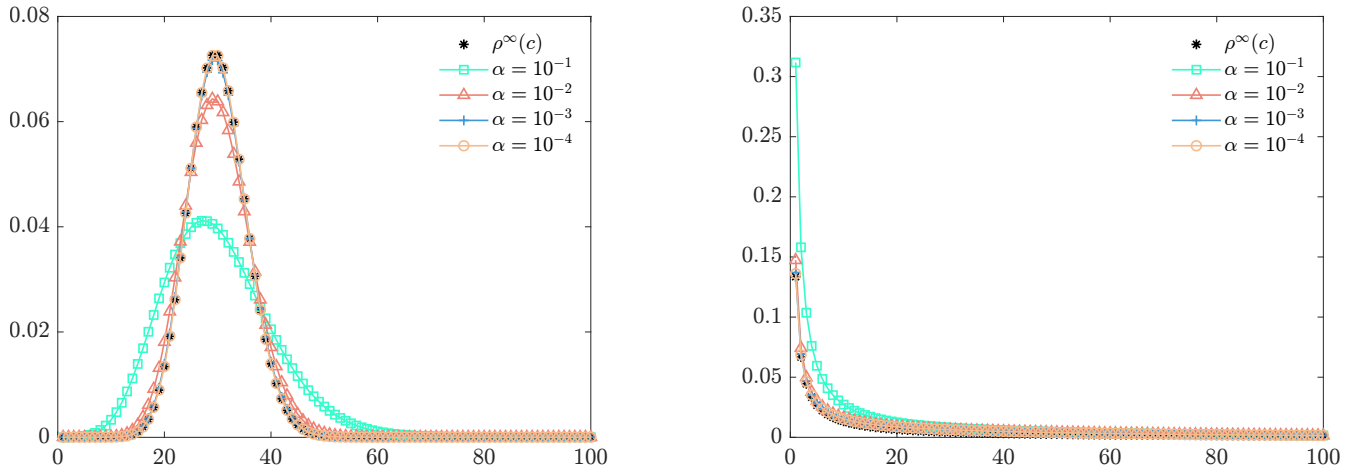 0.08
0.06
0.04
0.02
0
0 20 40 60 80 100
ρ^∞(c)
α = 10^-1
α = 10^-2
α = 10^-3
α = 10^-4
0.35
0.3
0.25
0.2
0.15
0.1
0.05
0
0 20 40 60 80 100
ρ^∞(c)
α = 10^-1
α = 10^-2
α = 10^-3
α = 10^-4